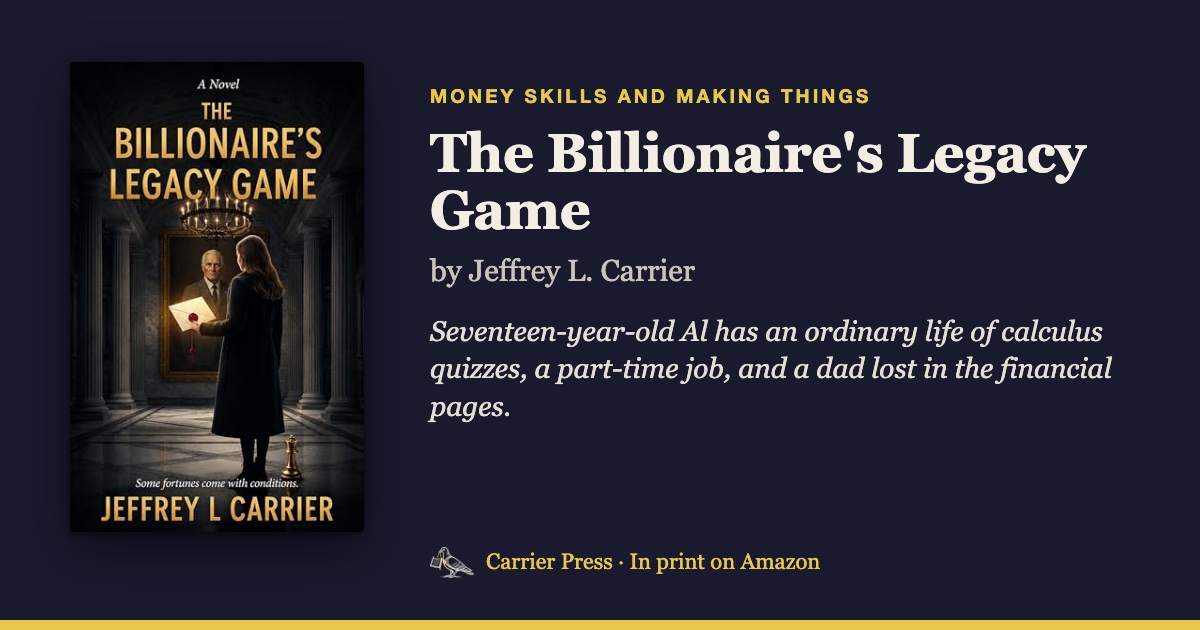 A Novel
THE
BILLIONAIRE'S
LEGACY GAME
Some fortunes come with conditions.
JEFFREY L CARRIER
MONEY SKILLS AND MAKING THINGS
The Billionaire's Legacy
Game
by Jeffrey L. Carrier
Seventeen-year-old Al has an ordinary life of calculus
quizzes, a part-time job, and a dad lost in the financial
pages.
Carrier Press · In print on Amazon